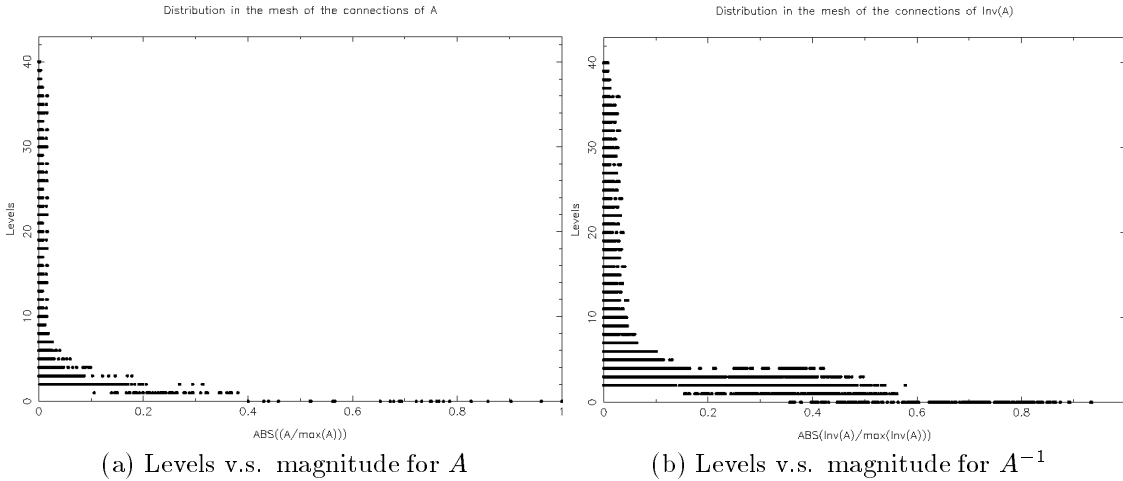 Distribution in the mesh of the connections of A
40
30
20
10
0
Levels
0 0.2 0.4 0.6 0.8 1
ABS((A/max(A)))
(a) Levels v.s. magnitude for A
Distribution in the mesh of the connections of Inv(A)
40
30
20
10
0
Levels
0 0.2 0.4 0.6 0.8
ABS(Inv(A)/max(Inv(A)))
(b) Levels v.s. magnitude for A⁻¹